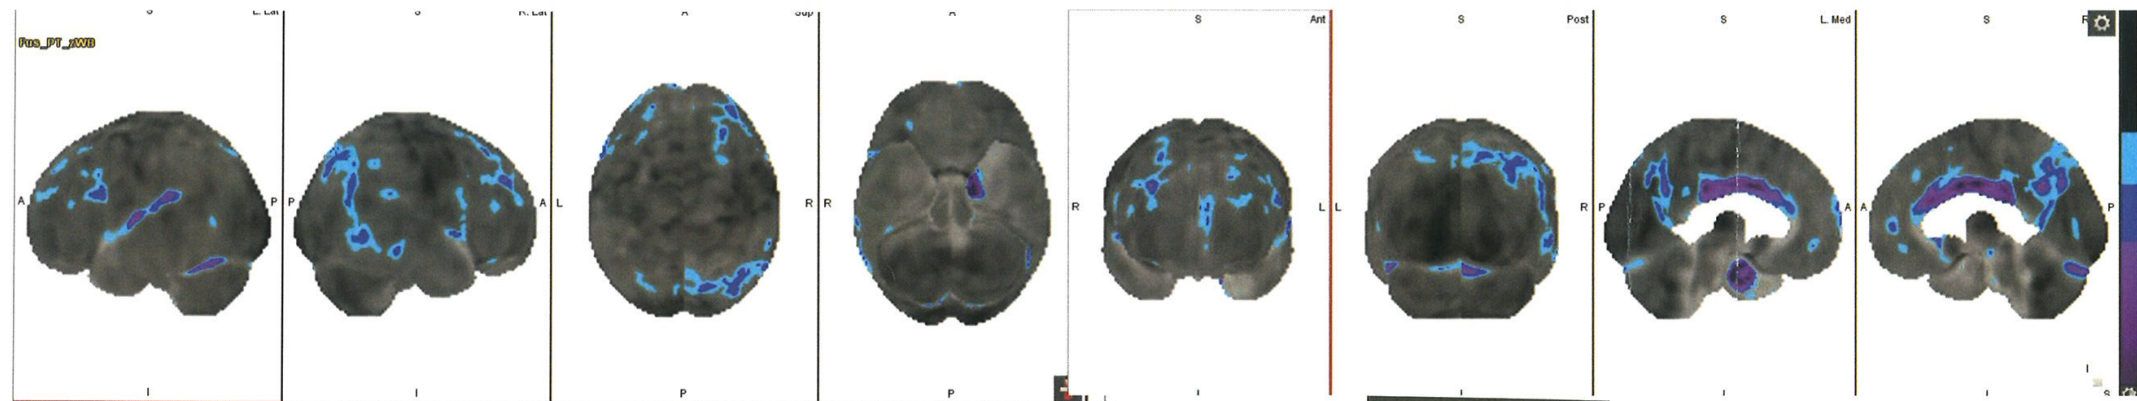 S L. Lat
S R. Lat
A Sup
A
S Ant
S Post
S L. Med
S R
Fus_PT_zWB
A P
P A
L R
R
R L
L R
P A
A P
I
I
P
P
I
I
I
I
I
S